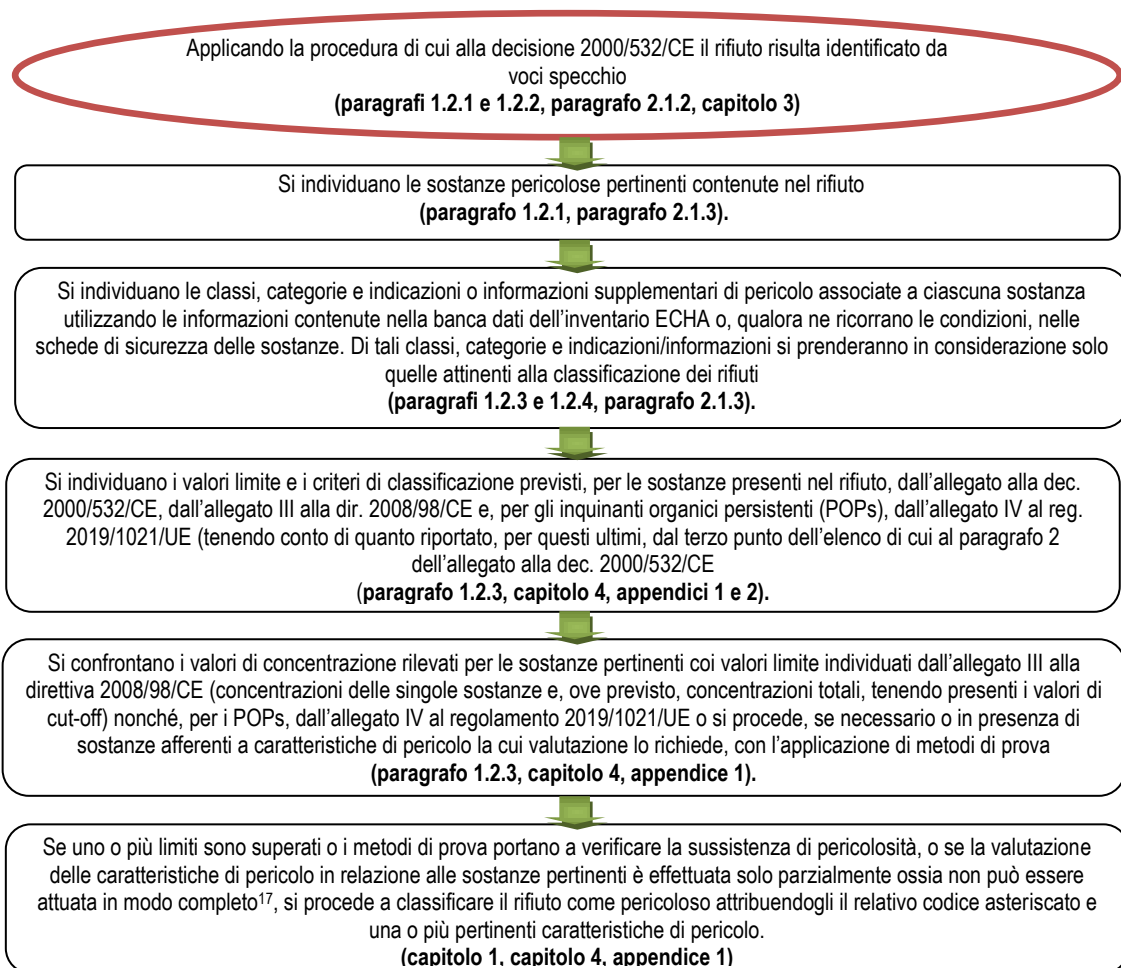 Applicando la procedura di cui alla decisione 2000/532/CE il rifiuto risulta identificato da
voci specchio
(paragrafi 1.2.1 e 1.2.2, paragrafo 2.1.2, capitolo 3)
Si individuano le sostanze pericolose pertinenti contenute nel rifiuto
(paragrafo 1.2.1, paragrafo 2.1.3).
Si individuano le classi, categorie e indicazioni o informazioni supplementari di pericolo associate a ciascuna sostanza
utilizzando le informazioni contenute nella banca dati dell'inventario ECHA o, qualora ne ricorrano le condizioni, nelle
schede di sicurezza delle sostanze. Di tali classi, categorie e indicazioni/informazioni si prenderanno in considerazione solo
quelle attinenti alla classificazione dei rifiuti
(paragrafi 1.2.3 e 1.2.4, paragrafo 2.1.3).
Si individuano i valori limite e i criteri di classificazione previsti, per le sostanze presenti nel rifiuto, dall'allegato alla dec.
2000/532/CE, dall'allegato III alla dir. 2008/98/CE e, per gli inquinanti organici persistenti (POPs), dall'allegato IV al reg.
2019/1021/UE (tenendo conto di quanto riportato, per questi ultimi, dal terzo punto dell'elenco di cui al paragrafo 2
dell'allegato alla dec. 2000/532/CE
(paragrafo 1.2.3, capitolo 4, appendici 1 e 2).
Si confrontano i valori di concentrazione rilevati per le sostanze pertinenti coi valori limite individuati dall'allegato III alla
direttiva 2008/98/CE (concentrazioni delle singole sostanze e, ove previsto, concentrazioni totali, tenendo presenti i valori di
cut-off) nonché, per i POPs, dall'allegato IV al regolamento 2019/1021/UE o si procede, se necessario o in presenza di
sostanze afferenti a caratteristiche di pericolo la cui valutazione lo richiede, con l'applicazione di metodi di prova
(paragrafo 1.2.3, capitolo 4, appendice 1).
Se uno o più limiti sono superati o i metodi di prova portano a verificare la sussistenza di pericolosità, o se la valutazione
delle caratteristiche di pericolo in relazione alle sostanze pertinenti è effettuata solo parzialmente ossia non può essere
attuata in modo completo17, si procede a classificare il rifiuto come pericoloso attribuendogli il relativo codice asteriscato e
una o più pertinenti caratteristiche di pericolo.
(capitolo 1, capitolo 4, appendice 1)